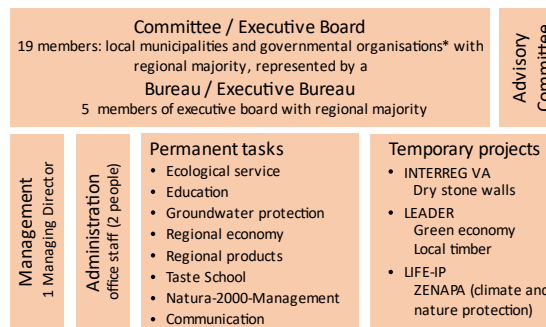 Committee / Executive Board
19 members: local municipalities and governmental organisations* with
regional majority, represented by a
Bureau / Executive Bureau
5 members of executive board with regional majority
Advisory
Committee
Management
1 Managing Director
Administration
office staff (2 people)
Permanent tasks
• Ecological service
• Education
• Groundwater protection
• Regional economy
• Regional products
• Taste School
• Natura-2000-Management
• Communication
Temporary projects
• INTERREG VA
Dry stone walls
• LEADER
Green economy
Local timber
• LIFE-IP
ZENAPA (climate and
nature protection)